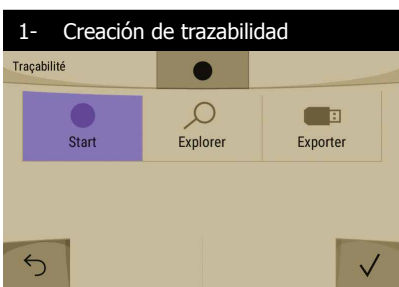 1- Creación de trazabilidad
Traçabilité
Start Explorer Exporter